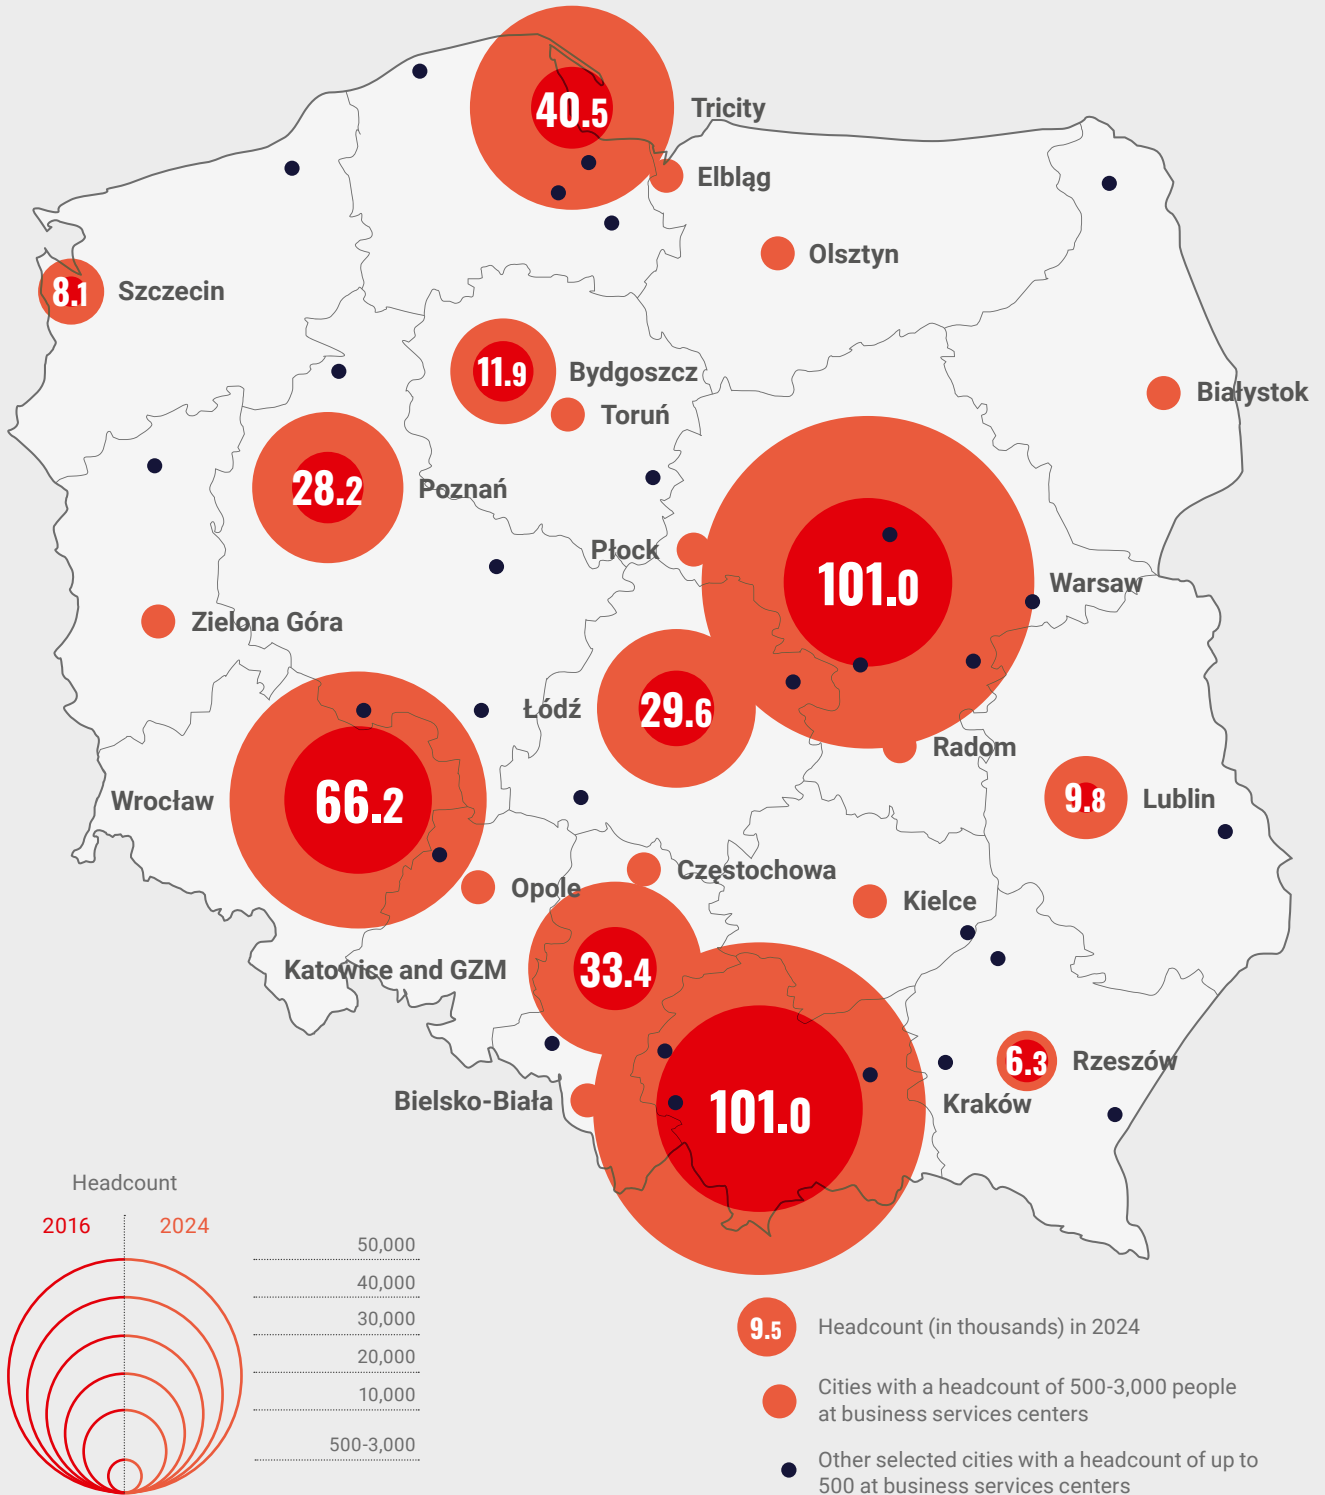 40.5
Tricity
Elbląg
Olsztyn
8.1
Szczecin
11.9
Bydgoszcz
Toruń
Białystok
28.2
Poznań
Płock
101.0
Warsaw
Zielona Góra
Łódź
29.6
Radom
Wrocław
66.2
9.8
Lublin
Częstochowa
Opole
Kielce
Katowice and GZM
33.4
6.3
Rzeszów
Bielsko-Biała
101.0
Kraków
Headcount
2016
2024
50,000
40,000
30,000
20,000
10,000
500-3,000
9.5
Headcount (in thousands) in 2024
Cities with a headcount of 500-3,000 people
at business services centers
Other selected cities with a headcount of up to
500 at business services centers